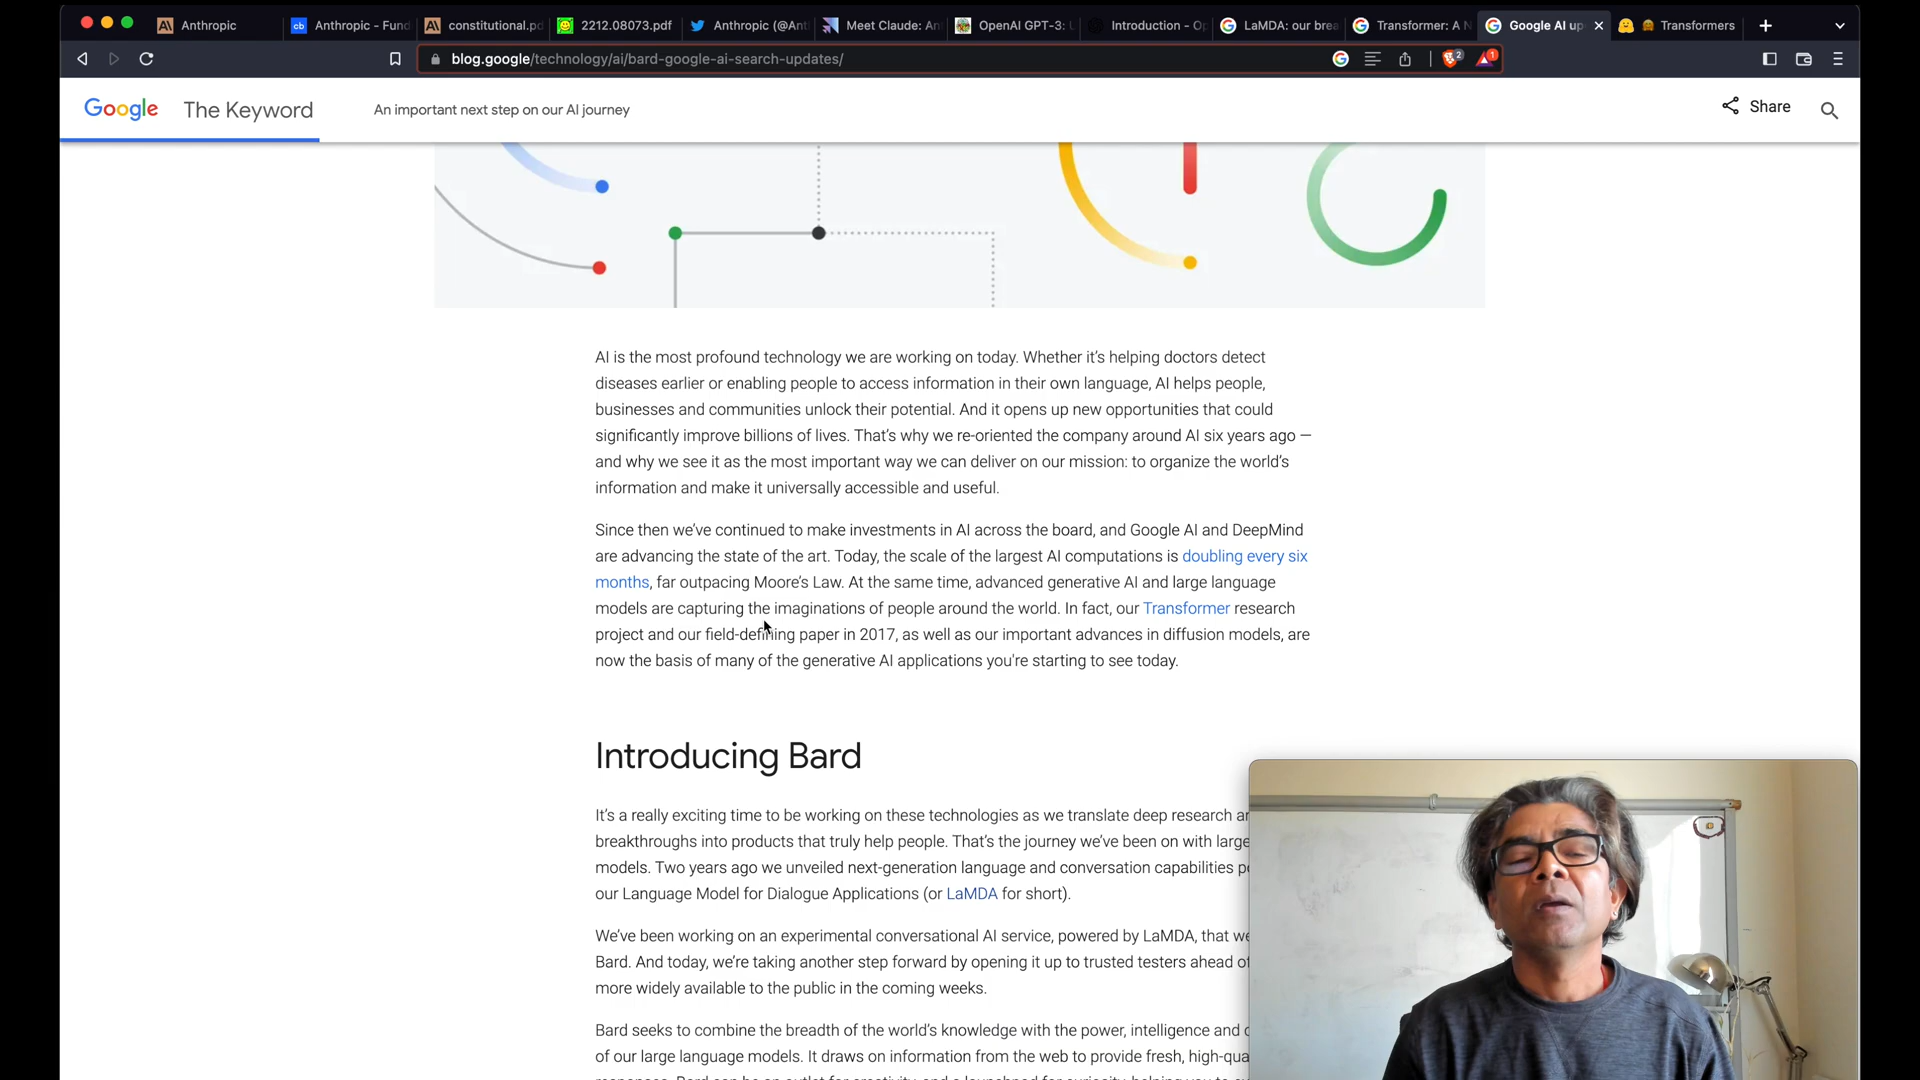 Anthropic
Anthropic - Fund
constitutional.pd
2212.08073.pdf
Anthropic (@Ant
Meet Claude: An
OpenAI GPT-3: U
Introduction - Op
LaMDA: our brea
Transformer: A N
Google AI up
Transformers
blog.google/technology/ai/bard-google-ai-search-updates/
2
1
Google The Keyword
An important next step on our AI journey
Share
AI is the most profound technology we are working on today. Whether it's helping doctors detect
diseases earlier or enabling people to access information in their own language, AI helps people,
businesses and communities unlock their potential. And it opens up new opportunities that could
significantly improve billions of lives. That's why we re-oriented the company around AI six years ago —
and why we see it as the most important way we can deliver on our mission: to organize the world's
information and make it universally accessible and useful.
Since then we've continued to make investments in AI across the board, and Google AI and DeepMind
are advancing the state of the art. Today, the scale of the largest AI computations is doubling every six
months, far outpacing Moore's Law. At the same time, advanced generative AI and large language
models are capturing the imaginations of people around the world. In fact, our Transformer research
project and our field-defining paper in 2017, as well as our important advances in diffusion models, are
now the basis of many of the generative AI applications you're starting to see today.
Introducing Bard
It's a really exciting time to be working on these technologies as we translate deep research an
breakthroughs into products that truly help people. That's the journey we've been on with large
models. Two years ago we unveiled next-generation language and conversation capabilities po
our Language Model for Dialogue Applications (or LaMDA for short).
We've been working on an experimental conversational AI service, powered by LaMDA, that we
Bard. And today, we're taking another step forward by opening it up to trusted testers ahead of
more widely available to the public in the coming weeks.
Bard seeks to combine the breadth of the world's knowledge with the power, intelligence and c
of our large language models. It draws on information from the web to provide fresh, high-qua